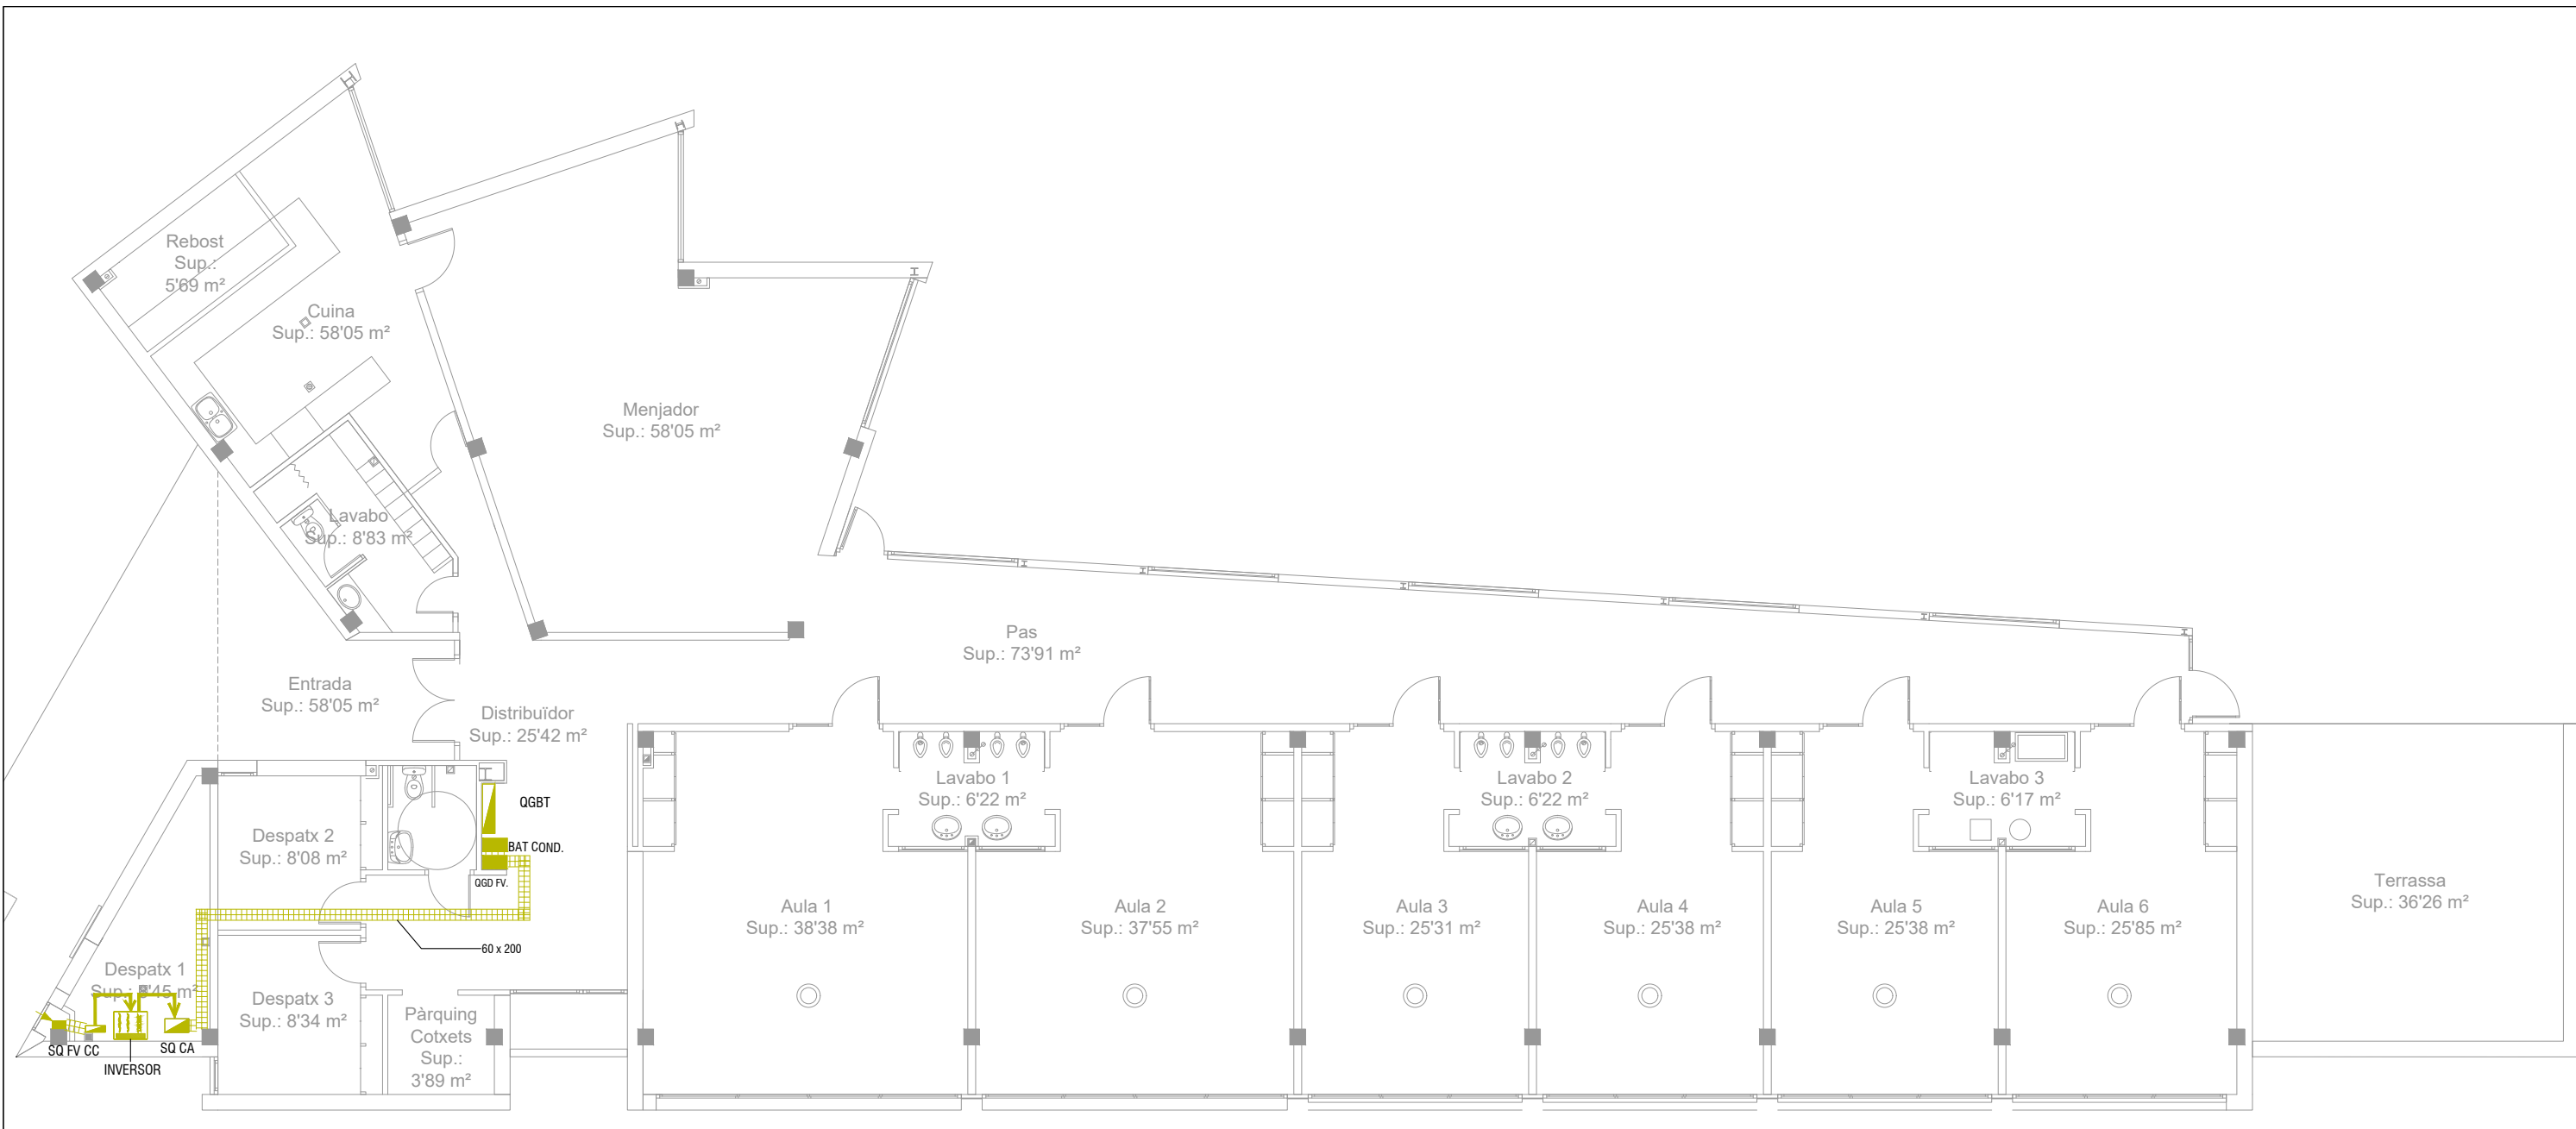 Rebost
Sup.:
5'69 m²
Cuina
Sup.: 58'05 m²
Menjador
Sup.: 58'05 m²
Lavabo
Sup.: 8'83 m²
Pas
Sup.: 73'91 m²
Entrada
Sup.: 58'05 m²
Distribuïdor
Sup.: 25'42 m²
QGBT
BAT COND.
QGD FV.
Despatx 2
Sup.: 8'08 m²
60 x 200
Despatx 1
Sup.: 45 m²
Despatx 3
Sup.: 8'34 m²
Pàrquing
Cotxets
Sup.:
3'89 m²
SQ FV CC
SQ CA
INVERSOR
Lavabo 1
Sup.: 6'22 m²
Lavabo 2
Sup.: 6'22 m²
Lavabo 3
Sup.: 6'17 m²
Aula 1
Sup.: 38'38 m²
Aula 2
Sup.: 37'55 m²
Aula 3
Sup.: 25'31 m²
Aula 4
Sup.: 25'38 m²
Aula 5
Sup.: 25'38 m²
Aula 6
Sup.: 25'85 m²
Terrassa
Sup.: 36'26 m²